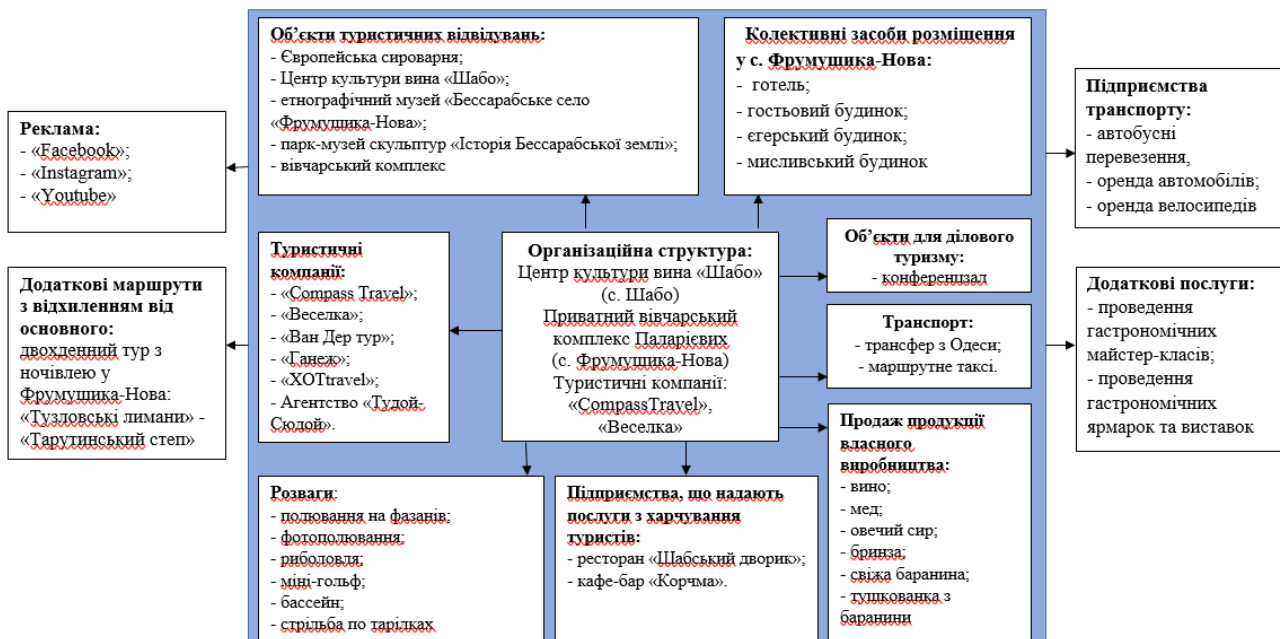 Об’єкти туристичних відвідувань:
- Європейська сироварня;
- Центр культури вина «Шабо»;
- етнографічний музей «Бессарабське село
«Фрумушика-Нова»;
- парк-музей скульптур «Історія Бессарабської землі»;
- вівчарський комплекс
Колективні засоби розміщення
у с. Фрумушика-Нова:
- готель;
- гостьовий будинок;
- єгерський будинок;
- мисливський будинок
Підприємства
транспорту:
- автобусні
перевезення,
- оренда автомобілів;
- оренда велосипедів
Реклама:
- «Facebook»;
- «Instagram»;
- «Youtube»
Туристичні
компанії:
- «Compass Travel»;
- «Веселка»;
- «Ван Дер тур»;
- «Ганеж»;
- «XOTtravel»;
- Агентство «Тудой-
Сюдой».
Організаційна структура:
Центр культури вина «Шабо»
(с. Шабо)
Приватний вівчарський
комплекс Паларієвих
(с. Фрумушика-Нова)
Туристичні компанії:
«CompassTravel»,
«Веселка»
Об’єкти для ділового
туризму:
- конференцзал
Додаткові маршрути
з відхиленням від
основного:
двохденний тур з
ночівлею у
Фрумушика-Нова:
«Тузловські лимани» -
«Тарутинський степ»
Транспорт:
- трансфер з Одеси;
- маршрутне таксі.
Додаткові послуги:
- проведення
гастрономічних
майстер-класів;
- проведення
гастрономічних
ярмарок та виставок
Продаж продукції
власного
виробництва:
- вино;
- мед;
- овечий сир;
- бринза;
- свіжа баранина;
- тушкованка з
баранини
Розваги:
- полювання на фазанів;
- фотополювання;
- риболовля;
- міні-гольф;
- бассейн;
- стрільба по тарілках
Підприємства, що надають
послуги з харчування
туристів:
- ресторан «Шабський дворик»;
- кафе-бар «Корчма».